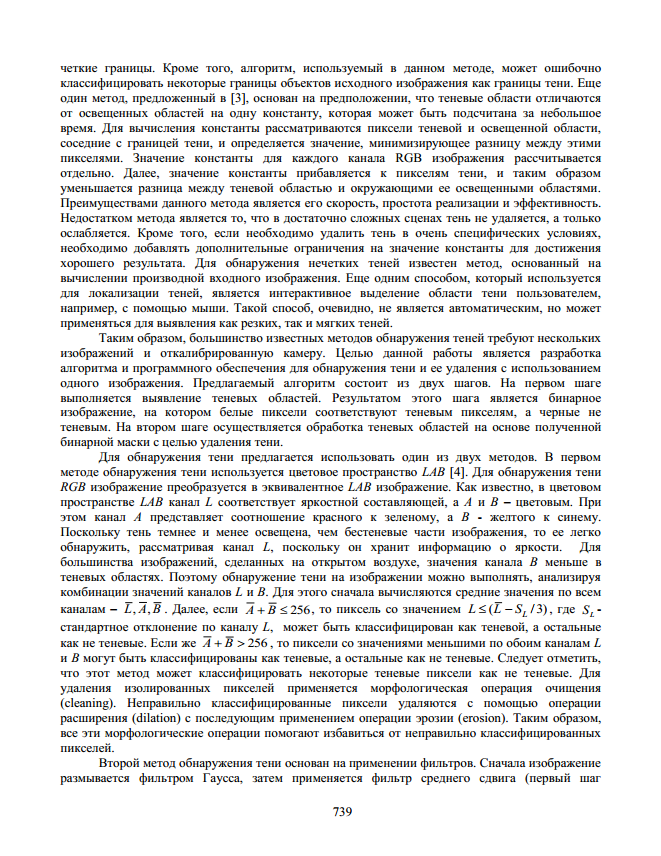 четкие границы. Кроме того, алгоритм, используемый в данном методе, может ошибочно
классифицировать некоторые границы объектов исходного изображения как границы тени. Еще
один метод, предложенный в [3], основан на предположении, что теневые области отличаются
от освещенных областей на одну константу, которая может быть подсчитана за небольшое
время. Для вычисления константы рассматриваются пиксели теневой и освещенной области,
соседние с границей тени, и определяется значение, минимизирующее разницу между этими
пикселями. Значение константы для каждого канала RGB изображения рассчитывается
отдельно. Далее, значение константы прибавляется к пикселям тени, и таким образом
уменьшается разница между теневой областью и окружающими ее освещенными областями.
Преимуществами данного метода является его скорость, простота реализации и эффективность.
Недостатком метода является то, что в достаточно сложных сценах тень не удаляется, а только
ослабляется. Кроме того, если необходимо удалить тень в очень специфических условиях,
необходимо добавлять дополнительные ограничения на значение константы для достижения
хорошего результата. Для обнаружения нечетких теней известен метод, основанный на
вычислении производной входного изображения. Еще одним способом, который используется
для локализации теней, является интерактивное выделение области тени пользователем,
например, с помощью мыши. Такой способ, очевидно, не является автоматическим, но может
применяться для выявления как резких, так и мягких теней.
Таким образом, большинство известных методов обнаружения теней требуют нескольких
изображений и откалибрированную камеру. Целью данной работы является разработка
алгоритма и программного обеспечения для обнаружения тени и ее удаления с использованием
одного изображения. Предлагаемый алгоритм состоит из двух шагов. На первом шаге
выполняется выявление теневых областей. Результатом этого шага является бинарное
изображение, на котором белые пиксели соответствуют теневым пикселям, а черные не
теневым. На втором шаге осуществляется обработка теневых областей на основе полученной
бинарной маски с целью удаления тени.
Для обнаружения тени предлагается использовать один из двух методов. В первом
методе обнаружения тени используется цветовое пространство LAB [4]. Для обнаружения тени
RGB изображение преобразуется в эквивалентное LAB изображение. Как известно, в цветовом
пространстве LAB канал L соответствует яркостной составляющей, а A и B – цветовым. При
этом канал A представляет соотношение красного к зеленому, а B - желтого к синему.
Поскольку тень темнее и менее освещена, чем бестеневые части изображения, то ее легко
обнаружить, рассматривая канал L, поскольку он хранит информацию о яркости. Для
большинства изображений, сделанных на открытом воздухе, значения канала B меньше в
теневых областях. Поэтому обнаружение тени на изображении можно выполнять, анализируя
комбинации значений каналов L и B. Для этого сначала вычисляются средние значения по всем
каналам – L̅, A̅, B̅. Далее, если A̅ + B̅ ≤ 256, то пиксель со значением L ≤ (L̅ − S_L / 3), где S_L -
стандартное отклонение по каналу L, может быть классифицирован как теневой, а остальные
как не теневые. Если же A̅ + B̅ > 256, то пиксели со значениями меньшими по обоим каналам L
и B могут быть классифицированы как теневые, а остальные как не теневые. Следует отметить,
что этот метод может классифицировать некоторые теневые пиксели как не теневые. Для
удаления изолированных пикселей применяется морфологическая операция очищения
(cleaning). Неправильно классифицированные пиксели удаляются с помощью операции
расширения (dilation) с последующим применением операции эрозии (erosion). Таким образом,
все эти морфологические операции помогают избавиться от неправильно классифицированных
пикселей.
Второй метод обнаружения тени основан на применении фильтров. Сначала изображение
размывается фильтром Гаусса, затем применяется фильтр среднего сдвига (первый шаг
739